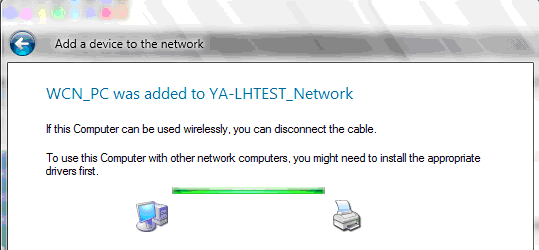 Add a device to the network
WCN_PC was added to YA-LHTEST_Network
If this Computer can be used wirelessly, you can disconnect the cable.
To use this Computer with other network computers, you might need to install the appropriate
drivers first.